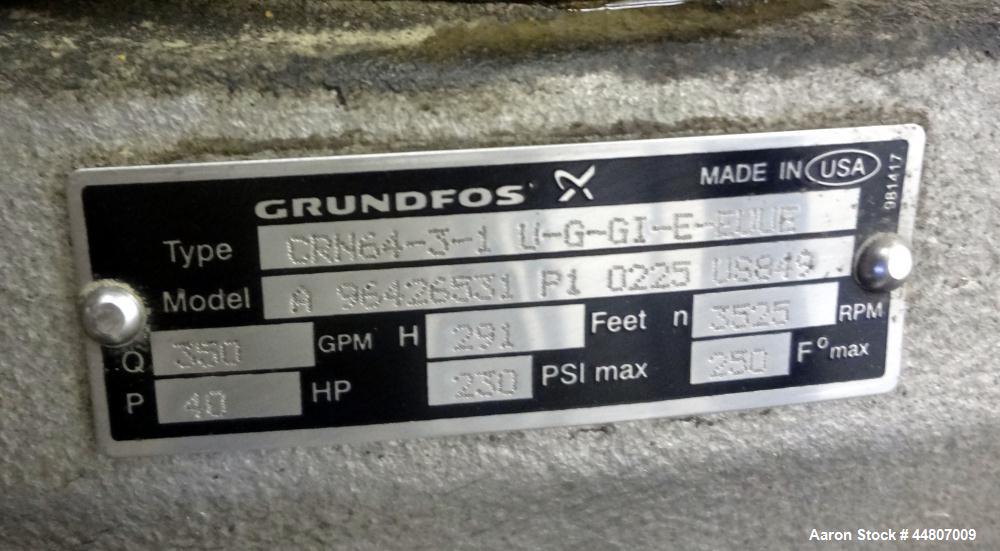 GRUNDFOS
MADE IN USA
981417
Type CRN64-3-1 U-G-GI-E-EUUE
Model A 96426531 P1 0225 US849
Q 350 GPM H 291 Feet n 3525 RPM
P 40 HP 230 PSI max 250 F° max
Aaron Stock # 44807009